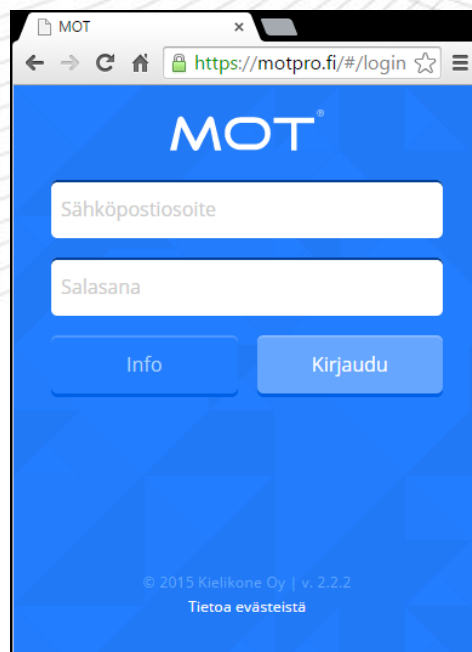 MOT
https://motpro.fi/#/login
MOT®
Sähköpostiosoite
Salasana
Info
Kirjaudu
© 2015 Kielikone Oy | v. 2.2.2
Tietoa evästeistä